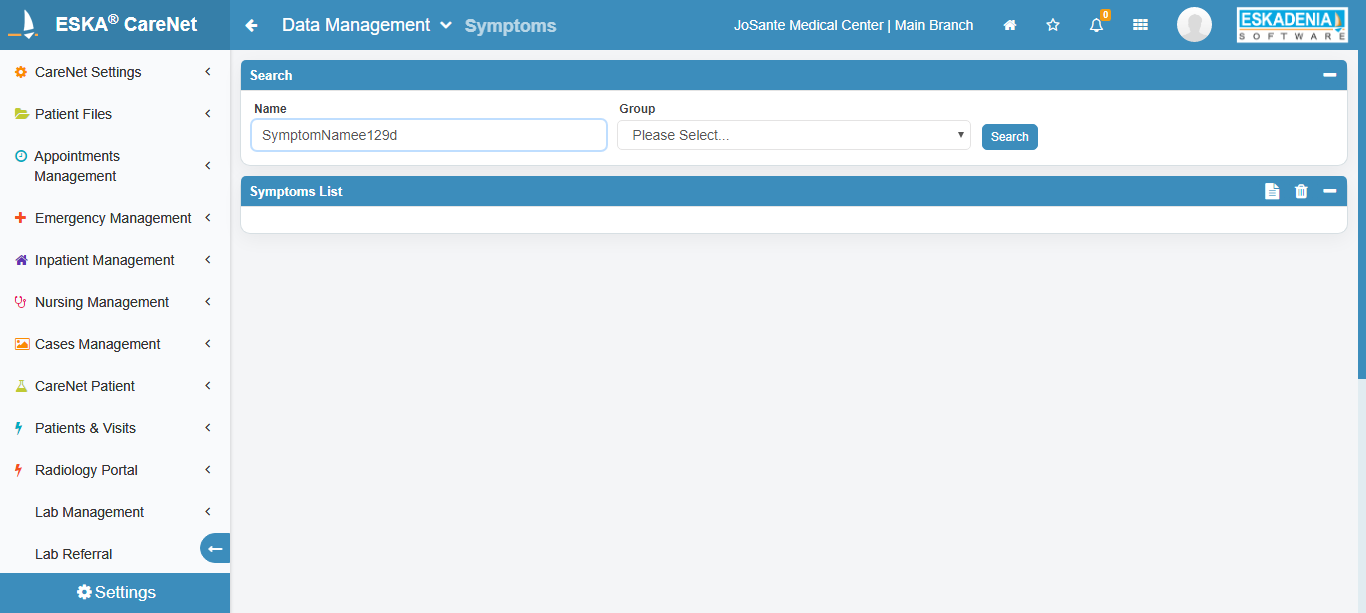 ESKA® CareNet
Data Management Symptoms
JoSante Medical Center | Main Branch
0
ESKADENIA
SOFTWARE
CareNet Settings
Patient Files
Appointments
Management
Emergency Management
Inpatient Management
Nursing Management
Cases Management
CareNet Patient
Patients & Visits
Radiology Portal
Lab Management
Lab Referral
Settings
Search
Name
Group
SymptomNamee129d
Please Select...
Search
Symptoms List